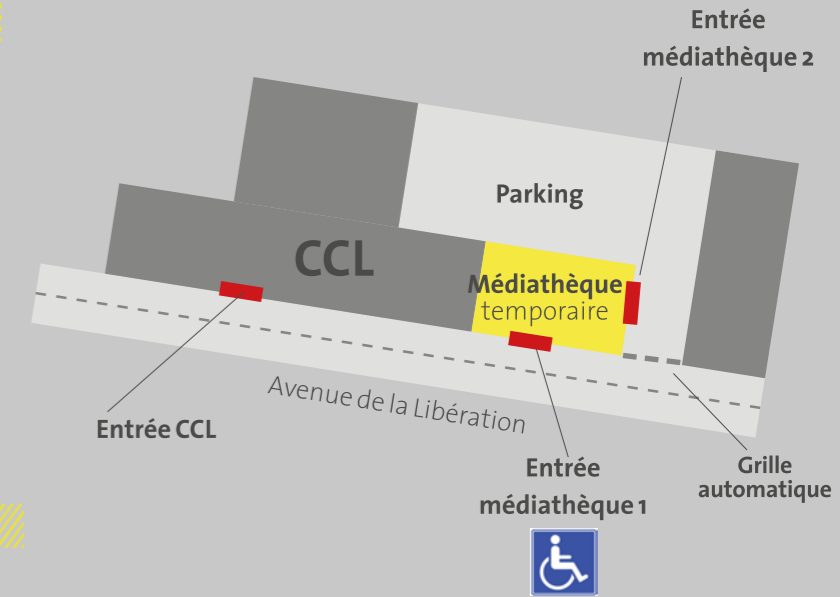 Entrée
médiathèque 2
Parking
CCL
Médiathèque
temporaire
Avenue de la Libération
Entrée CCL
Entrée
médiathèque 1
Grille
automatique